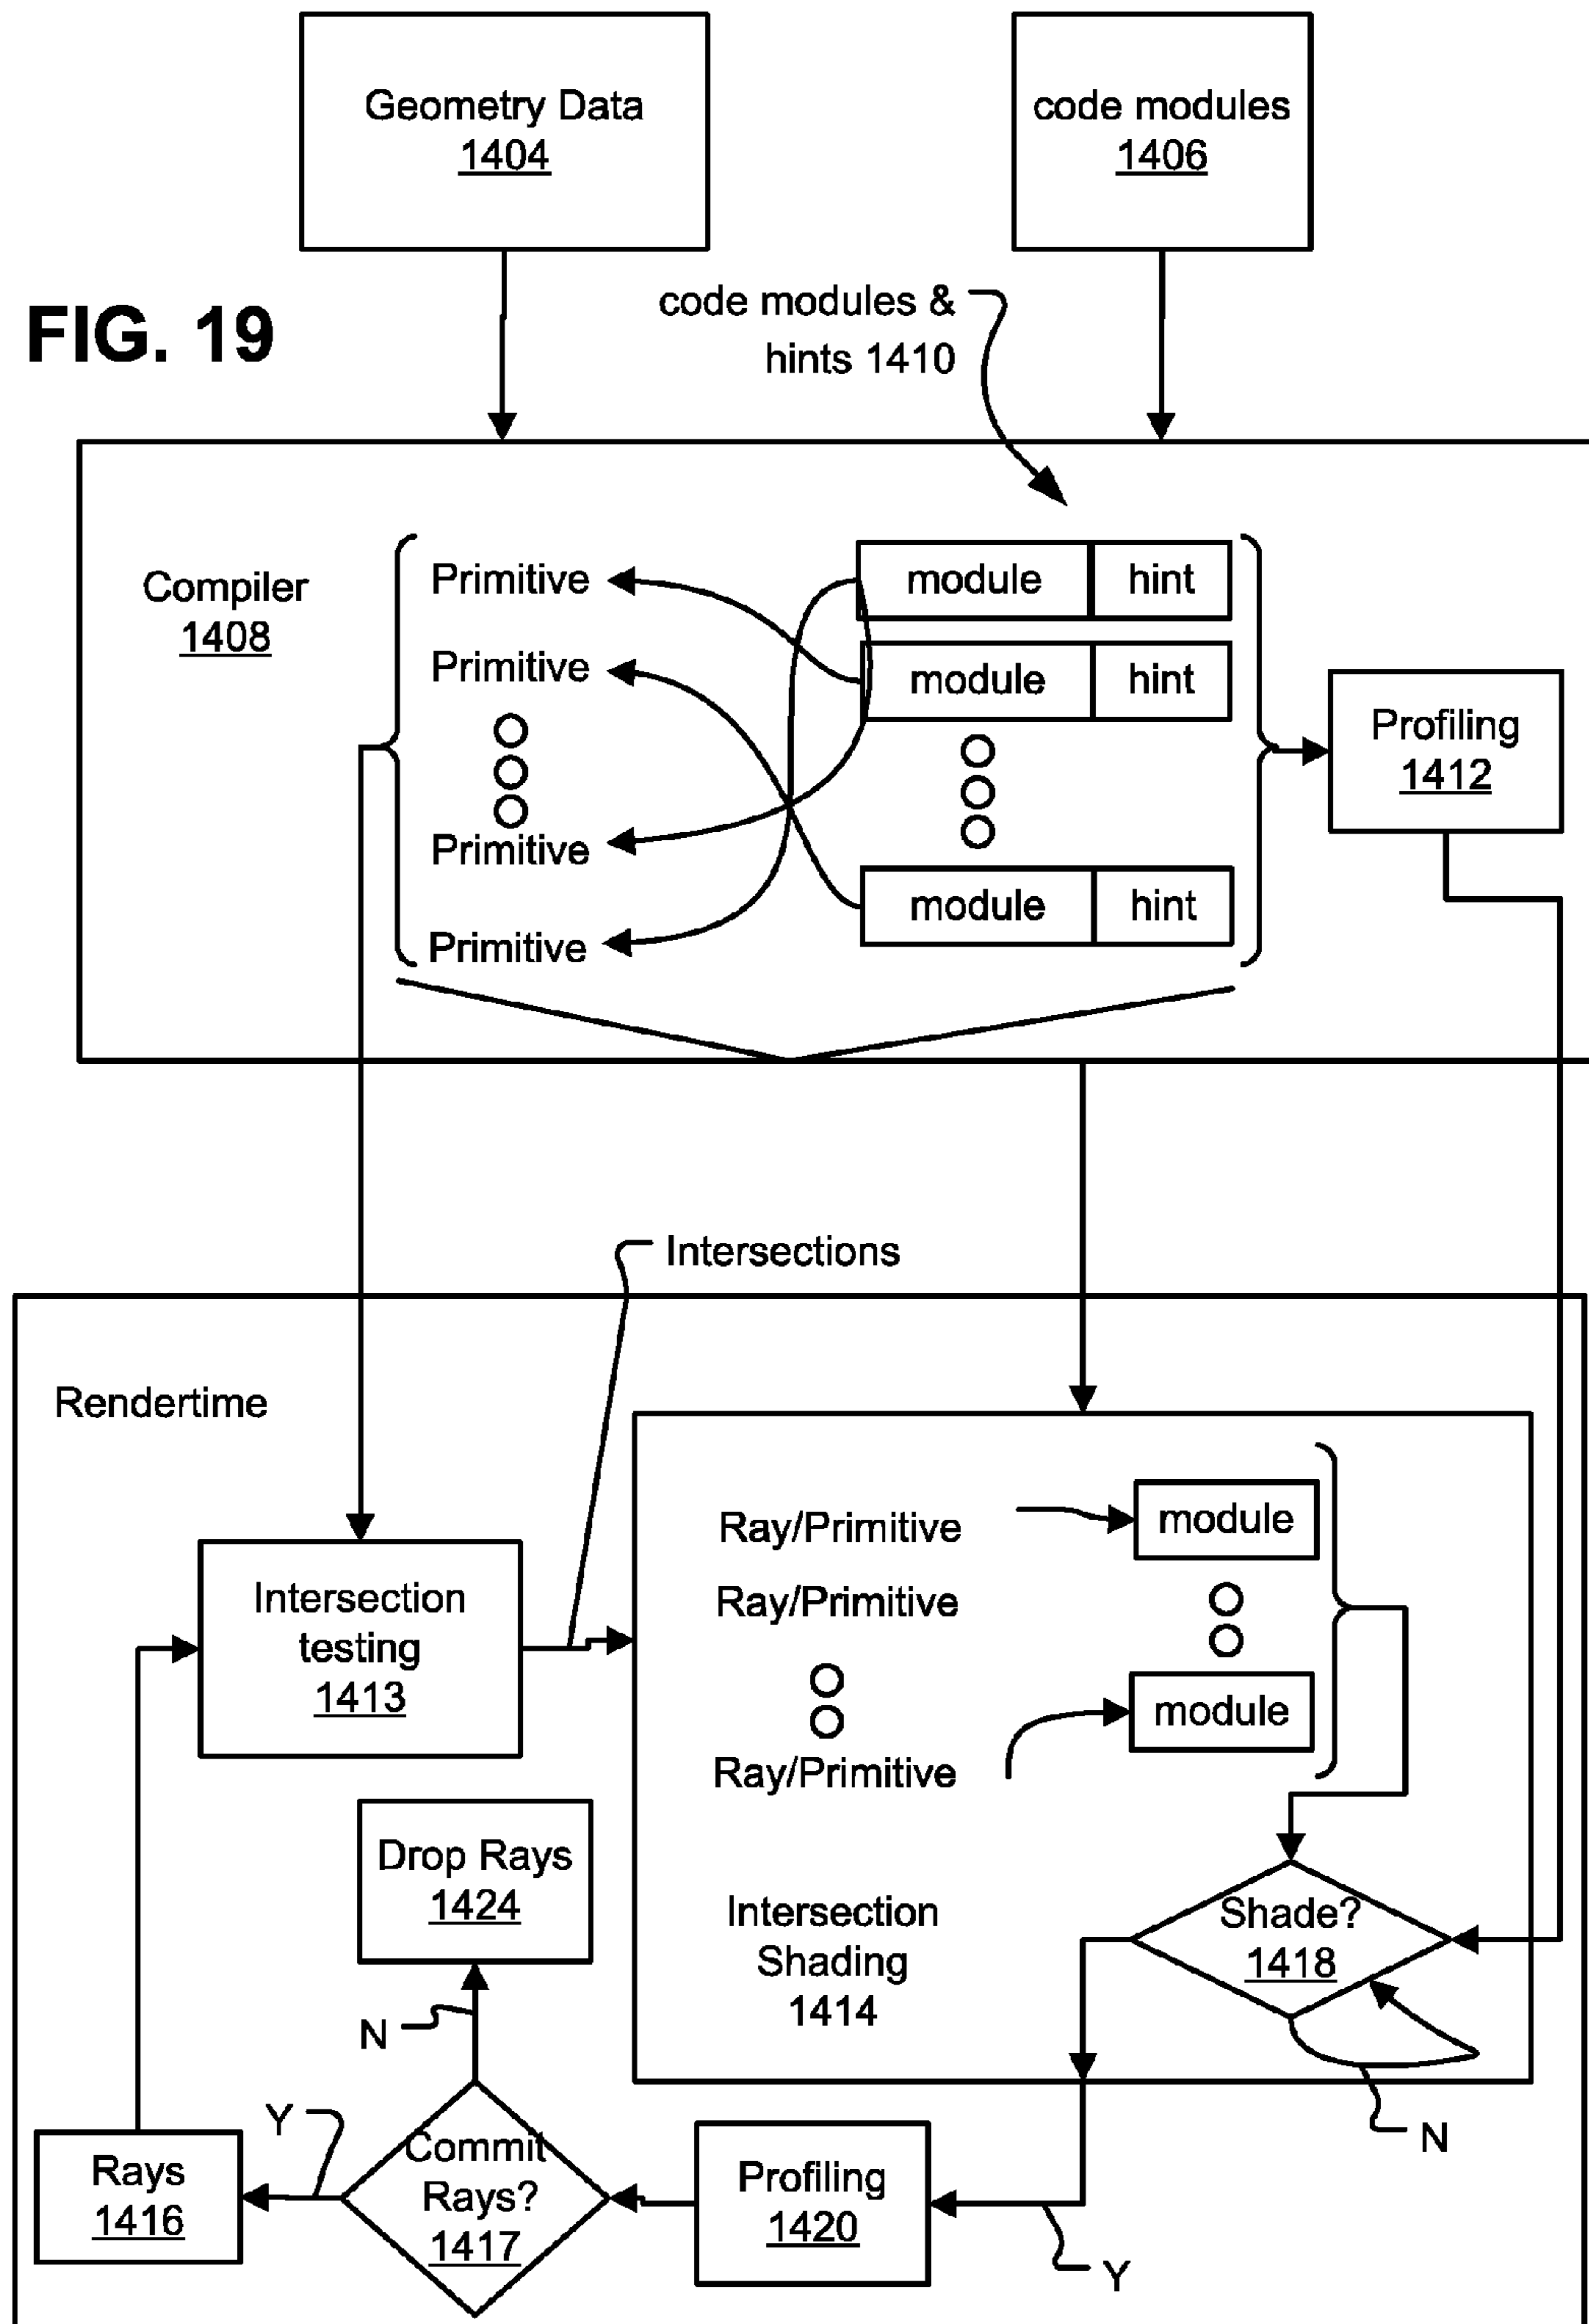 Geometry Data
1404
code modules
1406
FIG. 19
code modules &
hints 1410
Compiler
1408
Primitive
Primitive
Primitive
Primitive
module hint
module hint
module hint
Profiling
1412
Intersections
Rendertime
Intersection
testing
1413
Ray/Primitive
Ray/Primitive
Ray/Primitive
module
module
Drop Rays
1424
Intersection
Shading
1414
Shade?
1418
N
N
Y
Rays
1416
Commit
Rays?
1417
Profiling
1420
Y